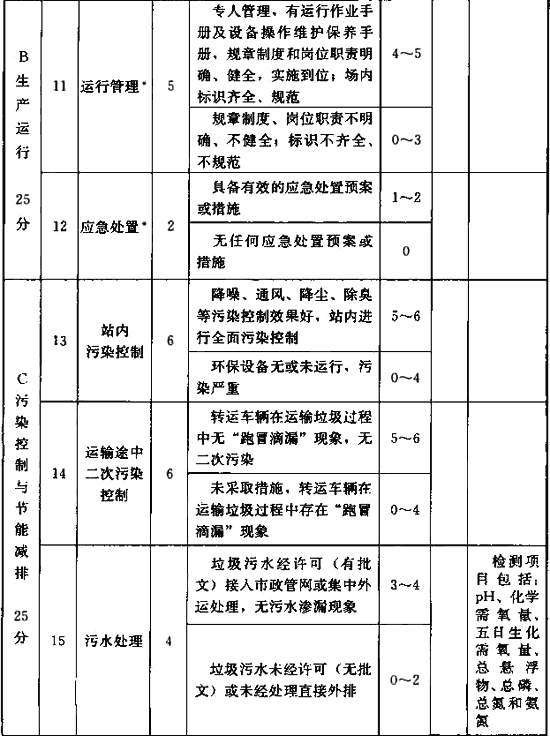 B
生
产
运
行
25
分
11
运行管理*
5
专人管理、有运行作业手
册及设备操作维护保养手
册，规章制度和岗位职责明
确、健全，实施到位；场内
标识齐全、规范
4～5
规章制度、岗位职责不明
确、不健全；标识不齐全、
不规范
0～3
12
应急处置*
2
具备有效的应急处置预案
或措施
1～2
无任何应急处置预案或
措施
0
C
污
染
控
制
与
节
能
减
排
25
分
13
站内
污染控制
6
降噪、通风、降尘、除臭
等污染控制效果好，站内进
行全面污染控制
5～6
环保设备无或未运行，污
染严重
0～4
14
运输途中
二次污染
控制
6
转运车辆在运输垃圾过程
中无“跑冒滴漏”现象，无
二次污染
5～6
未采取措施，转运车辆在
运输垃圾过程中存在“跑冒
滴漏”现象
0～4
15
污水处理
4
垃圾污水经许可（有批
文）接入市政管网或集中外
运处理，无污水渗漏现象
3～4
垃圾污水未经许可（无批
文）或未经处理直接外排
0～2
检测项
目包括：
pH、化学
需氧量、
五日生化
需氧量、
总悬浮
物、总磷、
总氮和氨
氮